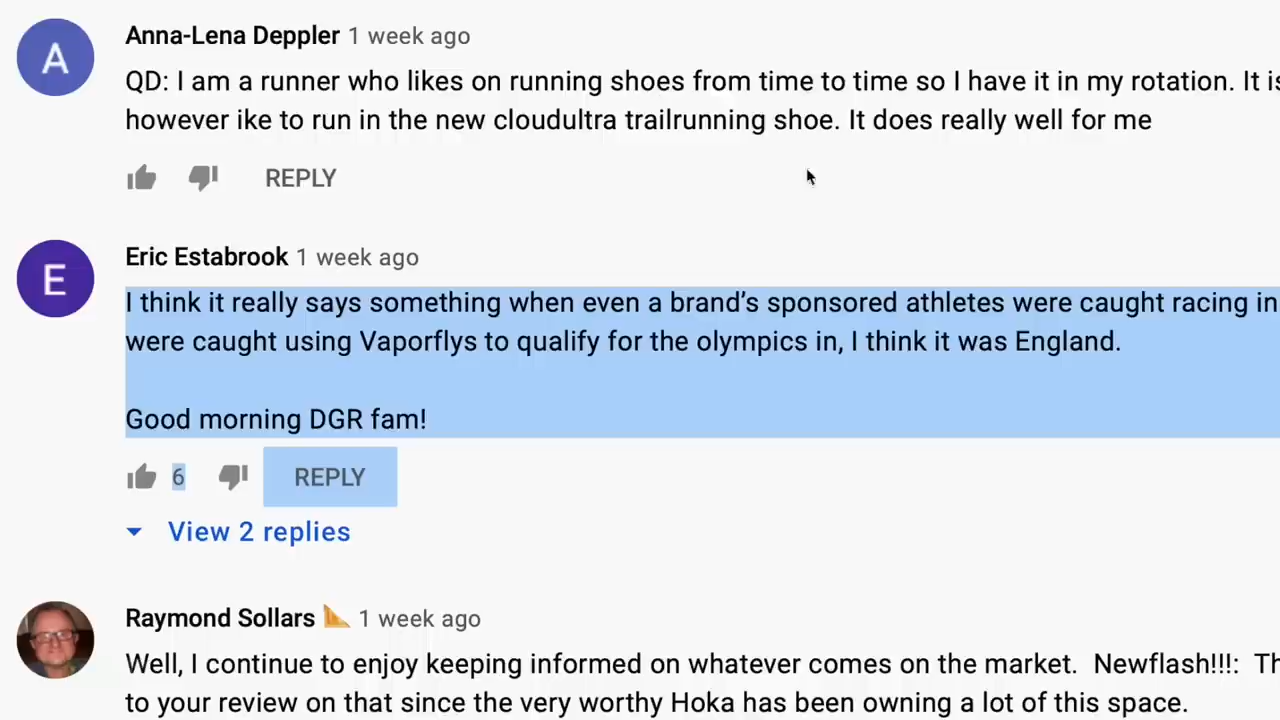 A
Anna-Lena Deppler 1 week ago
QD: I am a runner who likes on running shoes from time to time so I have it in my rotation. It is
however ike to run in the new cloudultra trailrunning shoe. It does really well for me
REPLY
E
Eric Estabrook 1 week ago
I think it really says something when even a brand’s sponsored athletes were caught racing in
were caught using Vaporflys to qualify for the olympics in, I think it was England.
Good morning DGR fam!
6 REPLY
View 2 replies
Raymond Sollars 1 week ago
Well, I continue to enjoy keeping informed on whatever comes on the market. Newflash!!!:
to your review on that since the very worthy Hoka has been owning a lot of this space.